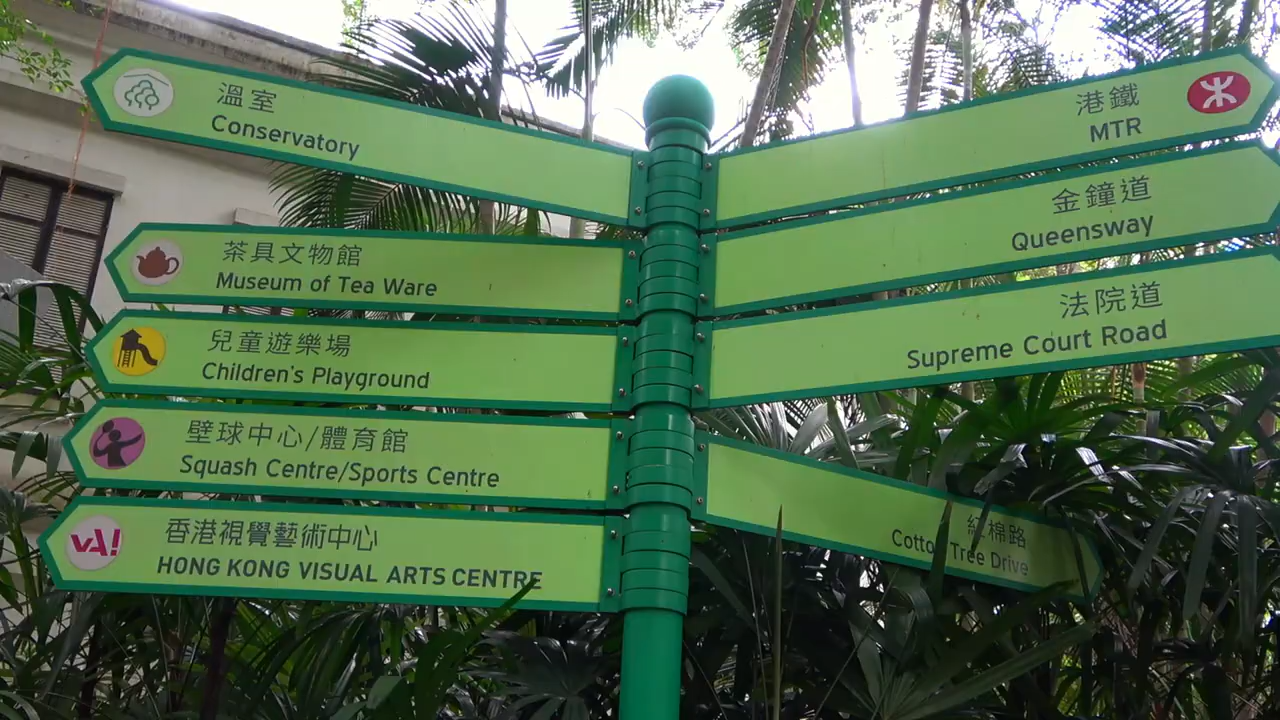 溫室
Conservatory
茶具文物館
Museum of Tea Ware
兒童遊樂場
Children's Playground
壁球中心/體育館
Squash Centre/Sports Centre
VA!
香港視覺藝術中心
HONG KONG VISUAL ARTS CENTRE
港鐵
MTR
金鐘道
Queensway
法院道
Supreme Court Road
紅棉路
Cotton Tree Drive